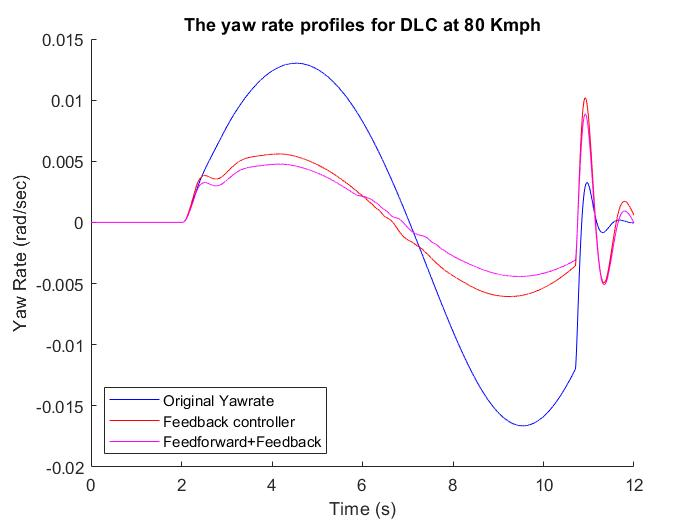 The yaw rate profiles for DLC at 80 Kmph
0.015
0.01
0.005
0
-0.005
-0.01
-0.015
-0.02
Yaw Rate (rad/sec)
Original Yawrate
Feedback controller
Feedforward+Feedback
0 2 4 6 8 10 12
Time (s)